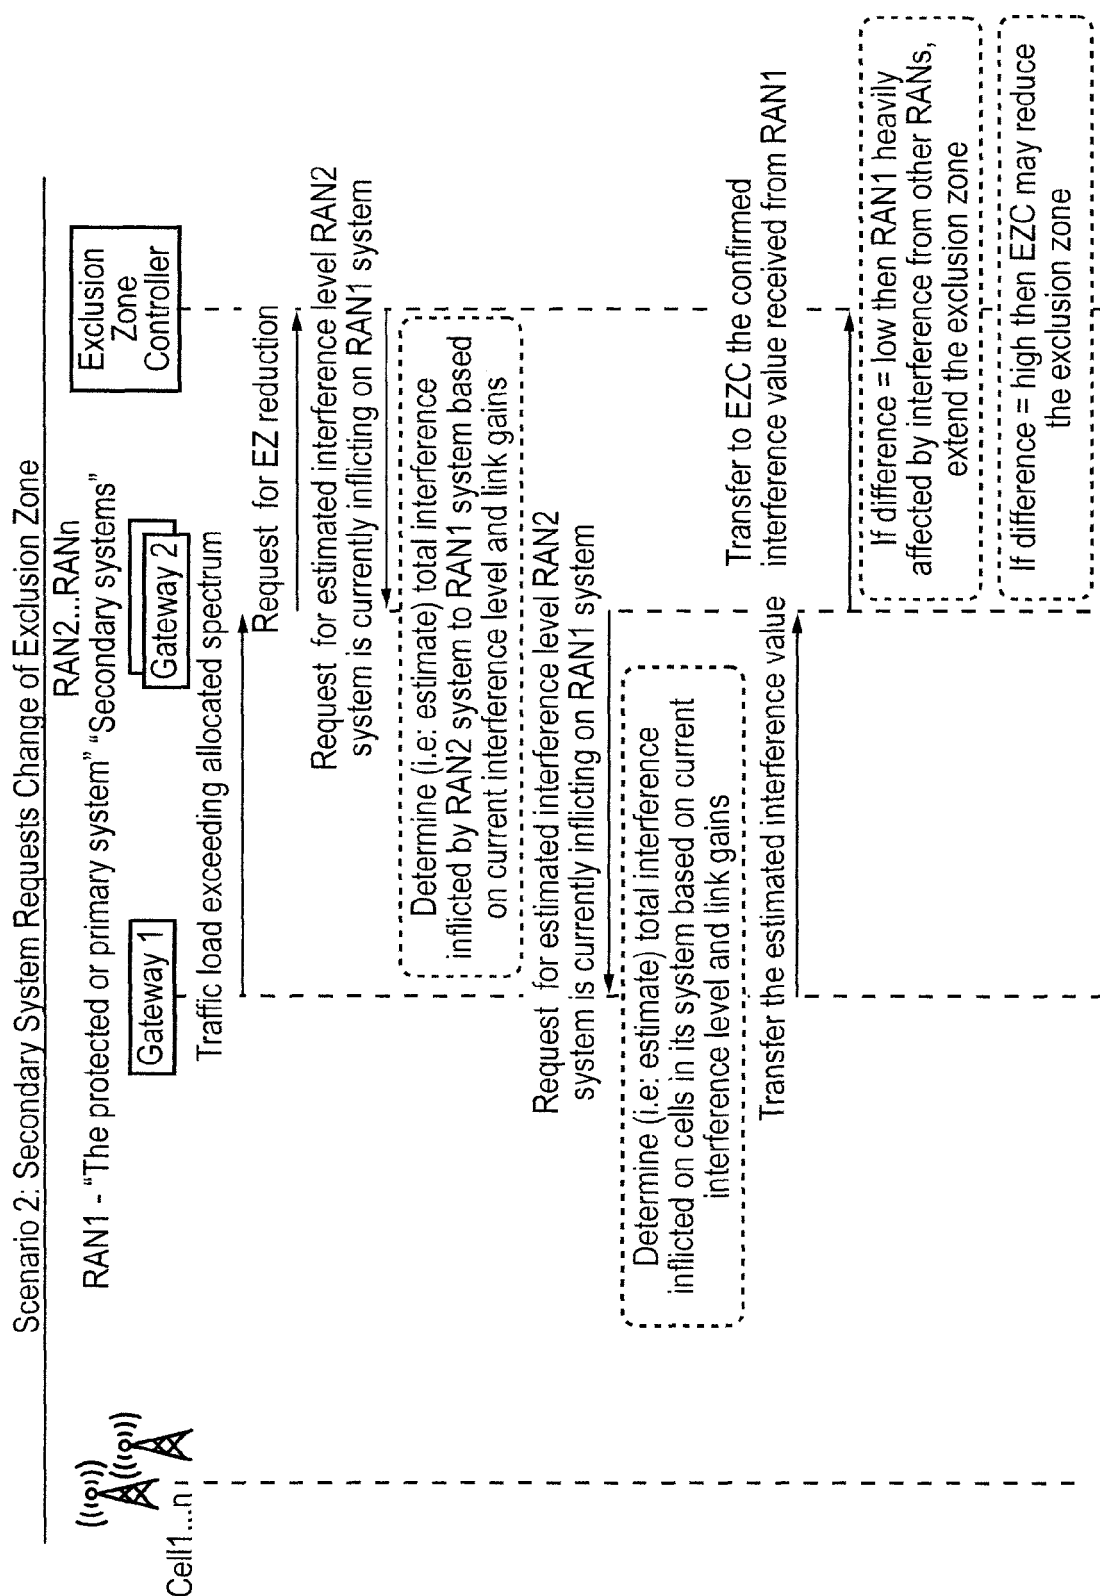 Scenario 2: Secondary System Requests Change of Exclusion Zone
RAN1 - "The protected or primary system"
RAN2...RANn
"Secondary systems"
Cell1...n
Gateway 1
Gateway 2
Exclusion
Zone
Controller
Traffic load exceeding allocated spectrum
Request for EZ reduction
Request for estimated interference level RAN2
system is currently inflicting on RAN1 system
Determine (i.e: estimate) total interference
inflicted by RAN2 system to RAN1 system based
on current interference level and link gains
Request for estimated interference level RAN2
system is currently inflicting on RAN1 system
Determine (i.e: estimate) total interference
inflicted on cells in its system based on current
interference level and link gains
Transfer the estimated interference value
Transfer to EZC the confirmed
interference value received from RAN1
If difference = low then RAN1 heavily
affected by interference from other RANs,
extend the exclusion zone
If difference = high then EZC may reduce
the exclusion zone